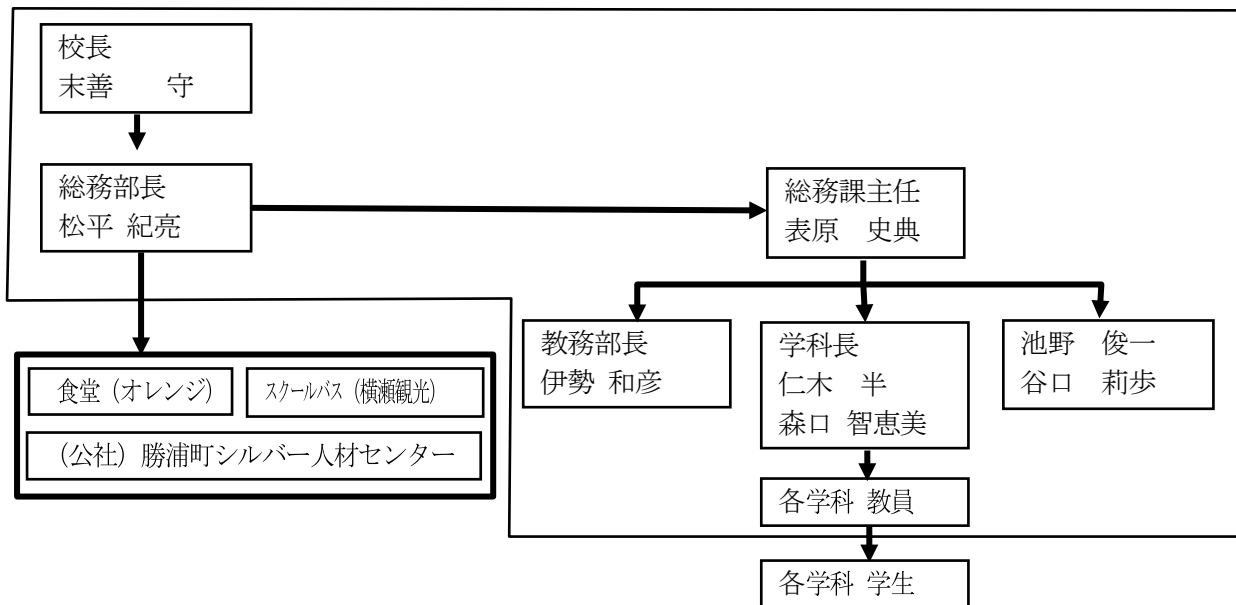 校長
末善　　守
総務部長
松平 紀亮
総務課主任
表原　史典
教務部長
伊勢 和彦
学科長
仁木　半
森口 智恵美
池野　俊一
谷口　莉歩
食堂（オレンジ）
スクールバス（横瀬観光）
（公社）勝浦町シルバー人材センター
各学科 教員
各学科 学生